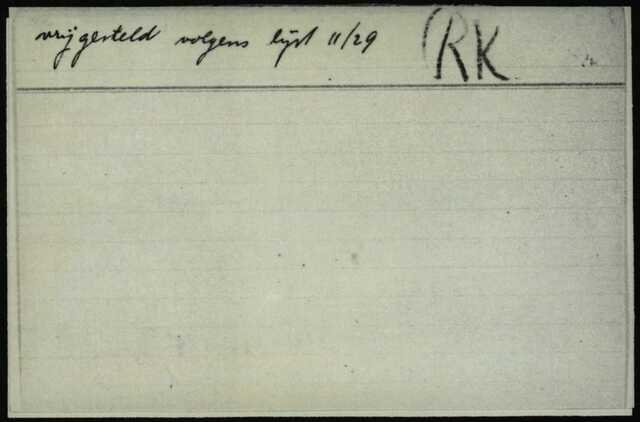 vrijgesteld volgens lijst 11/29
RK